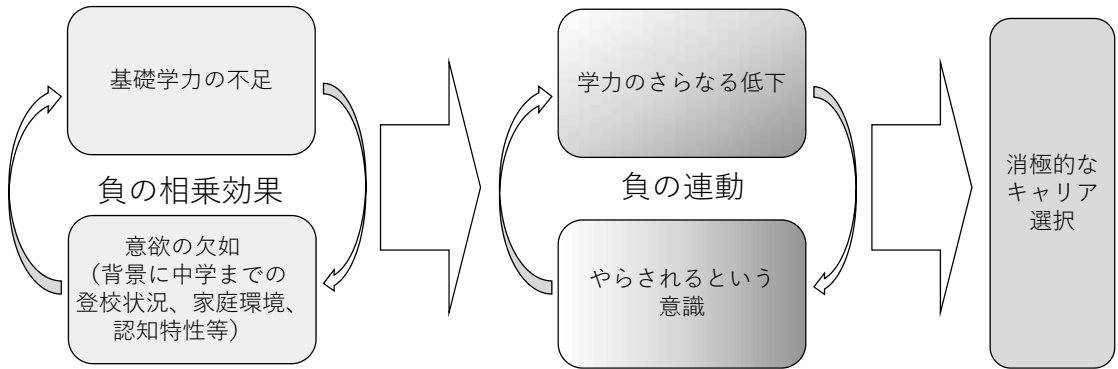 基礎学力の不足
負の相乗効果
意欲の欠如
（背景に中学までの
登校状況、家庭環境、
認知特性等）
学力のさらなる低下
負の連動
やらされるという
意識
消極的な
キャリア
選択